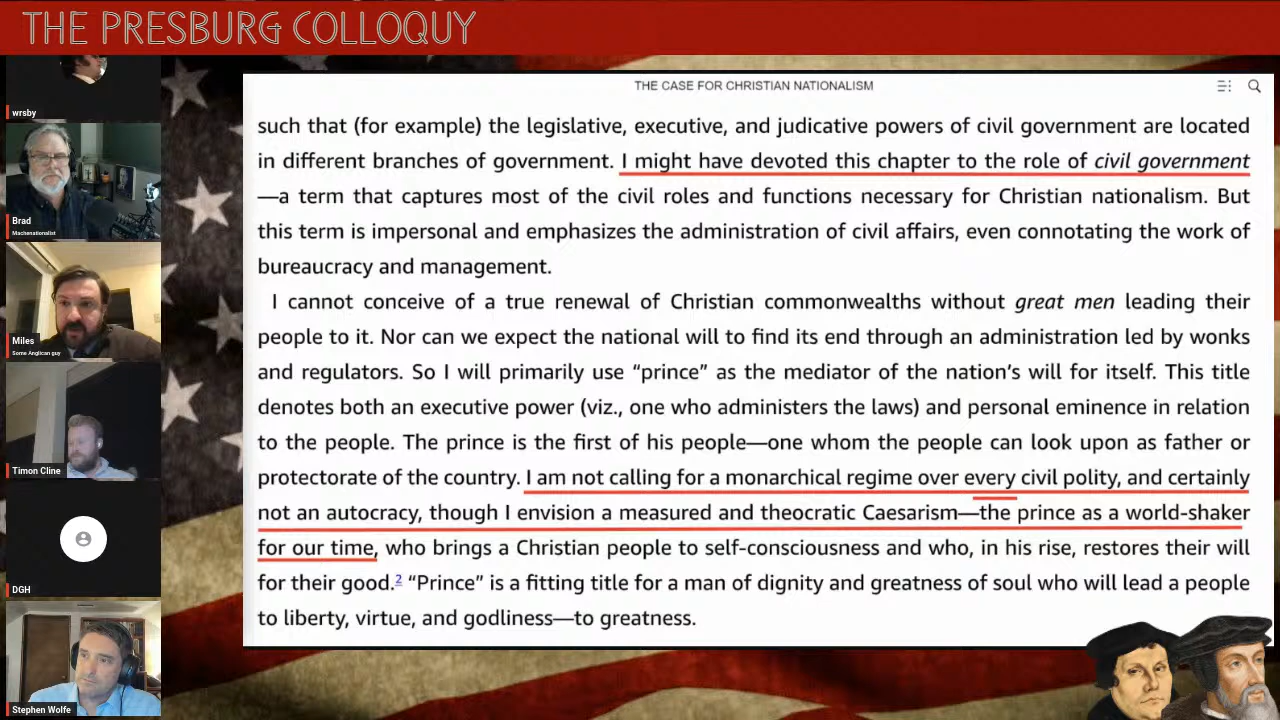 THE PRESBURG COLLOQUY
wrsby
Brad
Machenationalist
Miles
Some Anglican guy
Timon Cline
DGH
Stephen Wolfe
THE CASE FOR CHRISTIAN NATIONALISM
such that (for example) the legislative, executive, and judicative powers of civil government are located
in different branches of government. I might have devoted this chapter to the role of civil government
—a term that captures most of the civil roles and functions necessary for Christian nationalism. But
this term is impersonal and emphasizes the administration of civil affairs, even connotating the work of
bureaucracy and management.
I cannot conceive of a true renewal of Christian commonwealths without great men leading their
people to it. Nor can we expect the national will to find its end through an administration led by wonks
and regulators. So I will primarily use “prince” as the mediator of the nation’s will for itself. This title
denotes both an executive power (viz., one who administers the laws) and personal eminence in relation
to the people. The prince is the first of his people—one whom the people can look upon as father or
protectorate of the country. I am not calling for a monarchical regime over every civil polity, and certainly
not an autocracy, though I envision a measured and theocratic Caesarism—the prince as a world-shaker
for our time, who brings a Christian people to self-consciousness and who, in his rise, restores their will
for their good.2 “Prince” is a fitting title for a man of dignity and greatness of soul who will lead a people
to liberty, virtue, and godliness—to greatness.